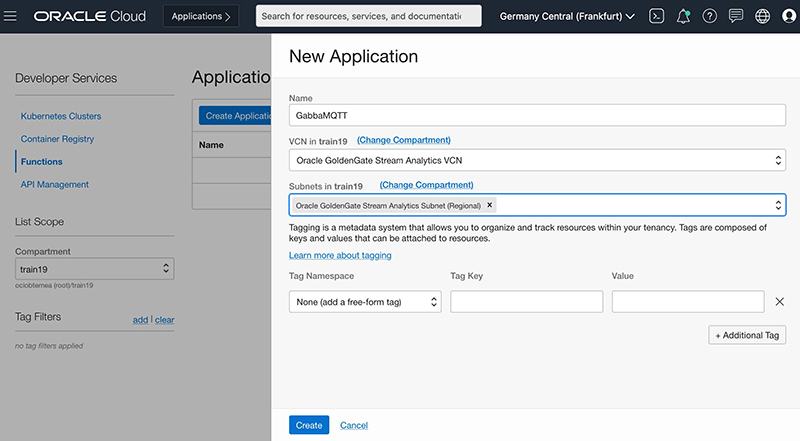 ORACLE Cloud
Applications >
Search for resources, services, and documentatio
Germany Central (Frankfurt)
Developer Services
Kubernetes Clusters
Container Registry
Functions
API Management
List Scope
Compartment
train19
ociobtemea (root)/train19
Tag Filters
add | clear
no tag filters applied
Application
Create Applicatio
Name
New Application
Name
GabbaMQTT
VCN in train19 (Change Compartment)
Oracle GoldenGate Stream Analytics VCN
Subnets in train19 (Change Compartment)
Oracle GoldenGate Stream Analytics Subnet (Regional) ×
Tagging is a metadata system that allows you to organize and track resources within your tenancy. Tags are composed of
keys and values that can be attached to resources.
Learn more about tagging
Tag Namespace Tag Key Value
None (add a free-form tag)
+ Additional Tag
Create Cancel